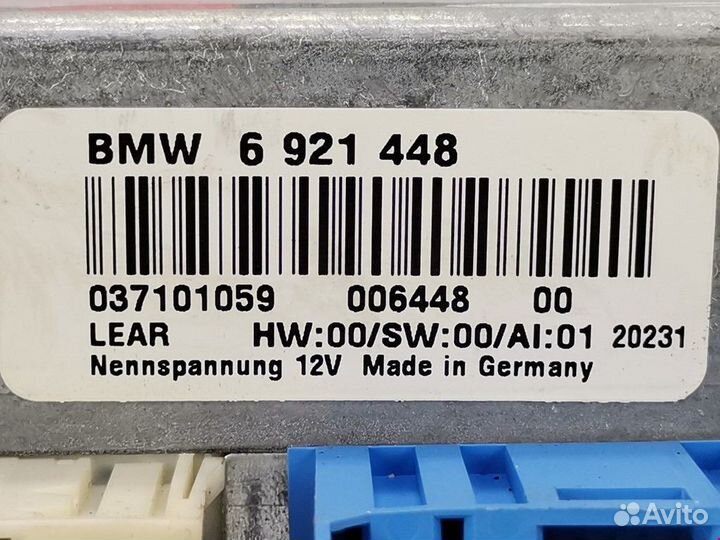 BMW 6 921 448
037101059 006448 00
LEAR HW:00/SW:00/AI:01 20231
Nennspannung 12V Made in Germany
Avito